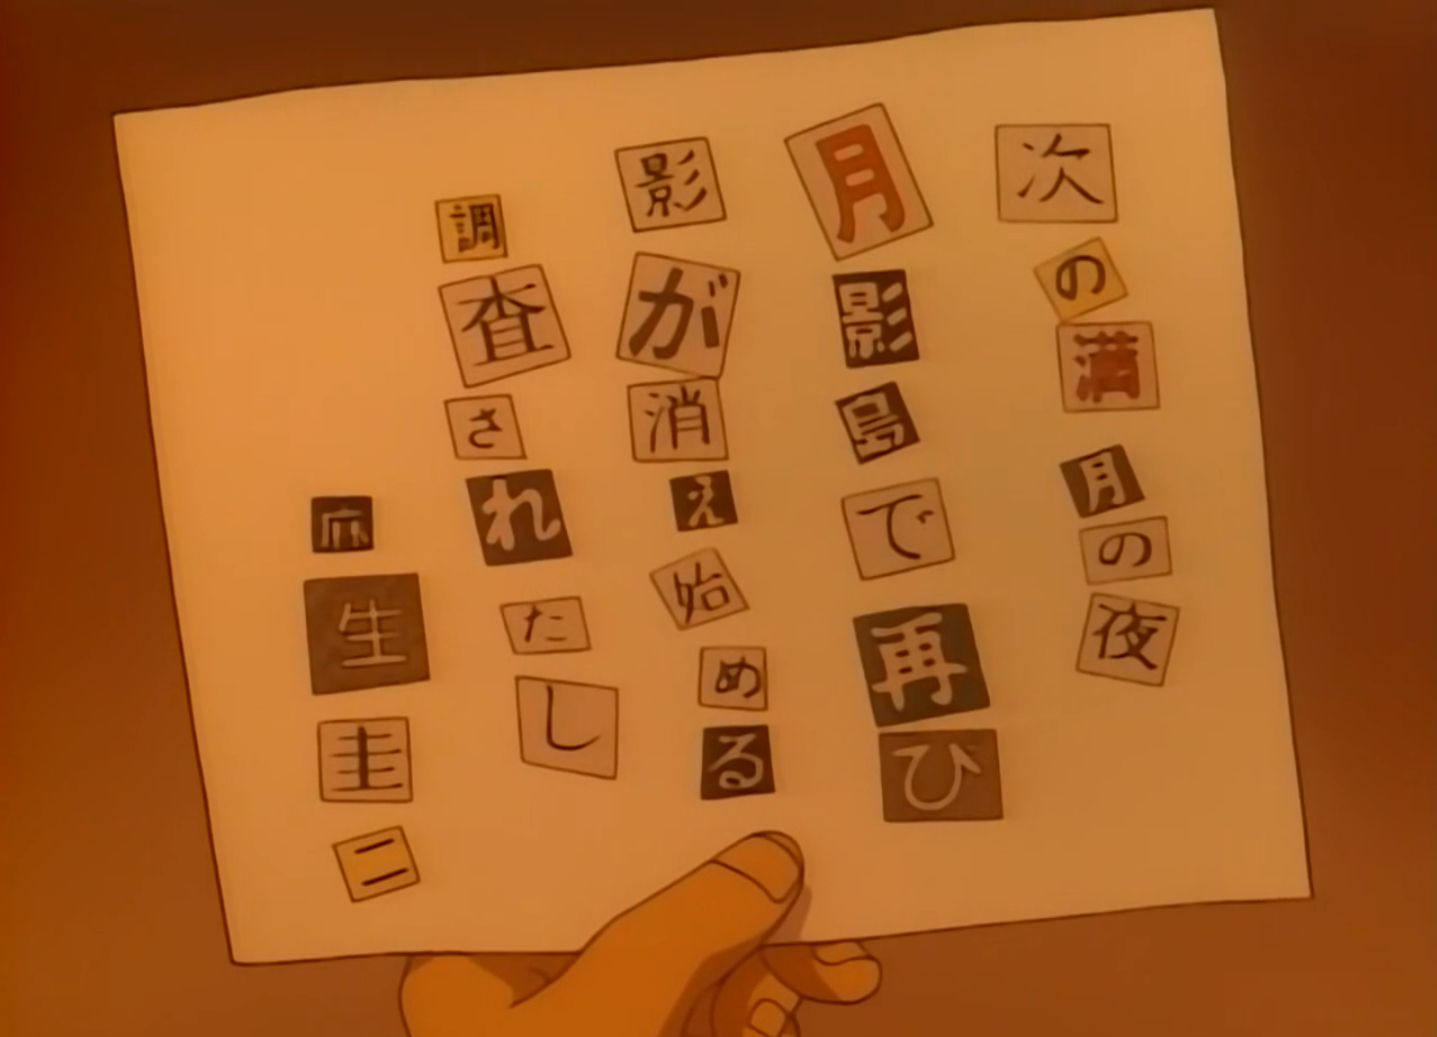 次の満月の夜
月影島で再び
影が消え始める
調査されたし
麻生圭二